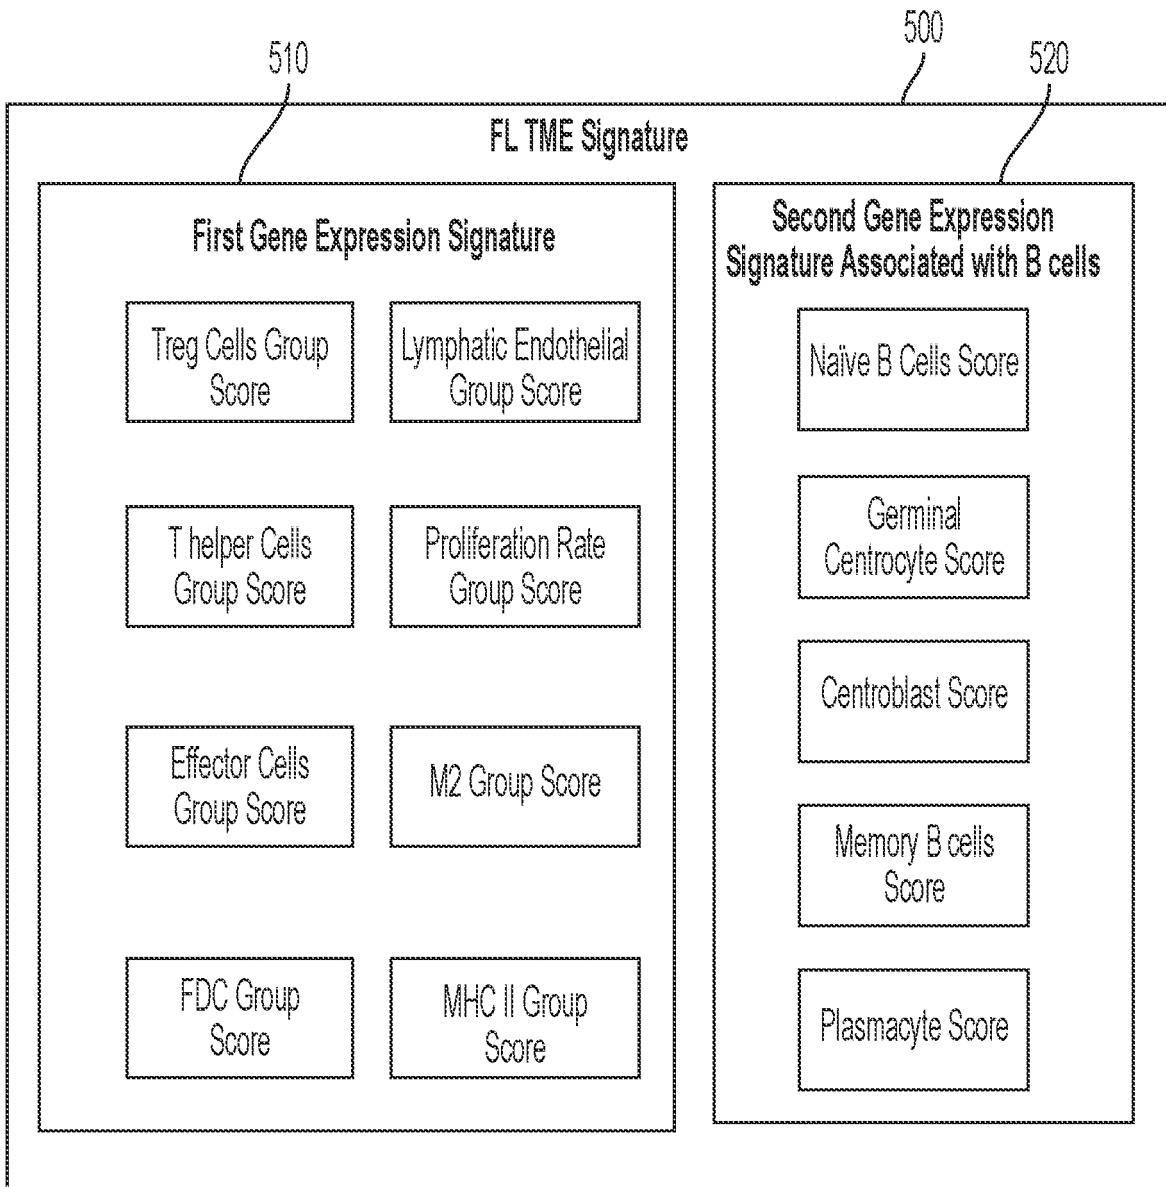 500
510
520
FL TME Signature
First Gene Expression Signature
Treg Cells Group
Score
Lymphatic Endothelial
Group Score
T helper Cells
Group Score
Proliferation Rate
Group Score
Effector Cells
Group Score
M2 Group Score
FDC Group
Score
MHC II Group
Score
Second Gene Expression
Signature Associated with B cells
Naïve B Cells Score
Germinal
Centrocyte Score
Centroblast Score
Memory B cells
Score
Plasmacyte Score